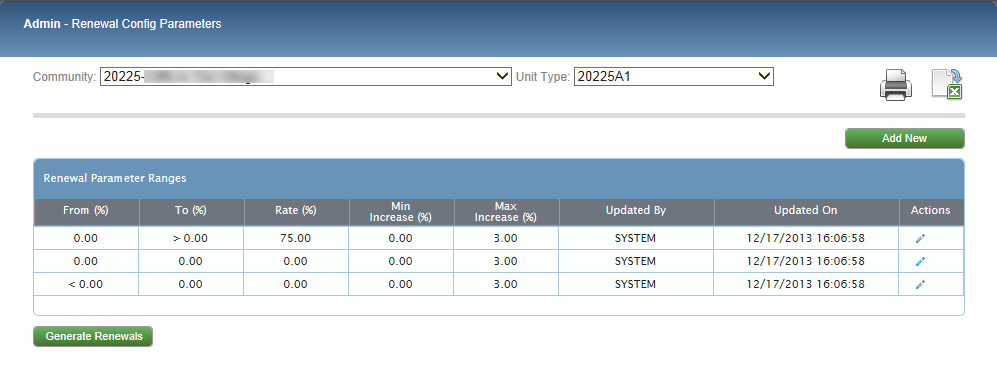 Admin - Renewal Config Parameters
Community: 20225- Unit Type: 20225A1
Add New
Renewal Parameter Ranges
From (%) To (%) Rate (%) Min Increase (%) Max Increase (%) Updated By Updated On Actions
0.00 > 0.00 75.00 0.00 3.00 SYSTEM 12/17/2013 16:06:58
0.00 0.00 0.00 0.00 3.00 SYSTEM 12/17/2013 16:06:58
< 0.00 0.00 0.00 0.00 3.00 SYSTEM 12/17/2013 16:06:58
Generate Renewals